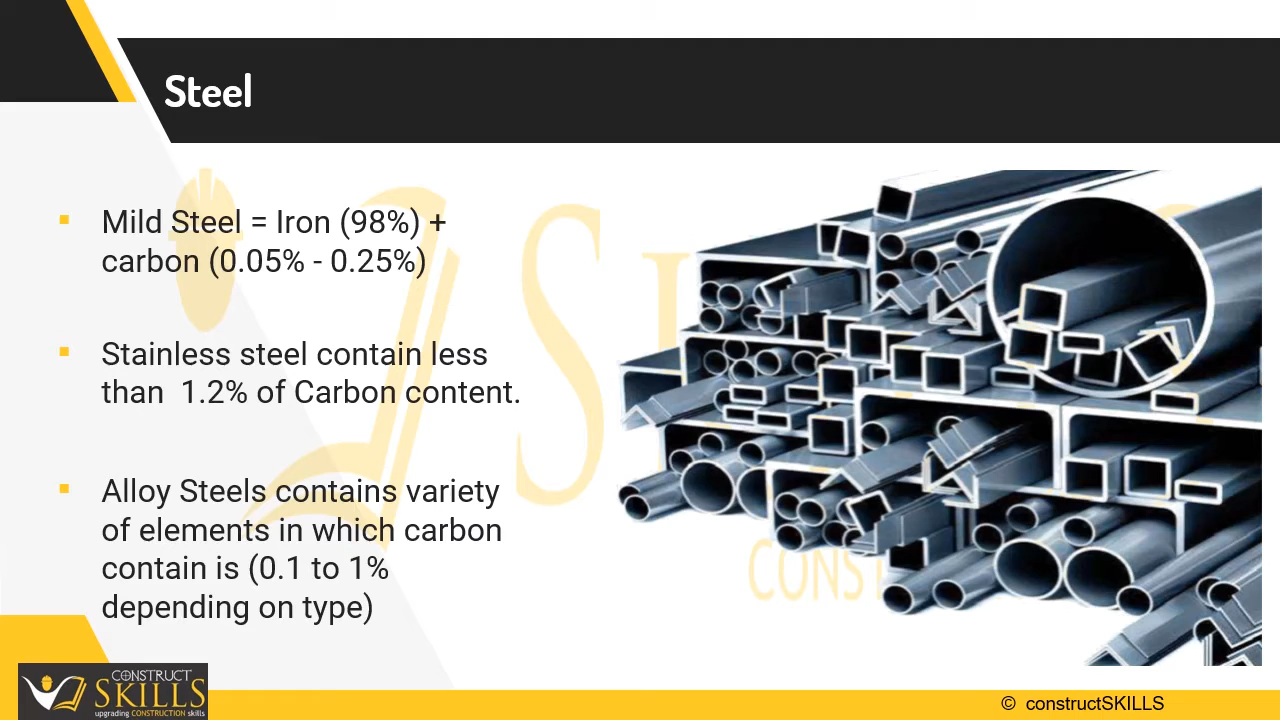 Steel
▪ Mild Steel = Iron (98%) +
carbon (0.05% - 0.25%)
▪ Stainless steel contain less
than  1.2% of Carbon content.
▪ Alloy Steels contains variety
of elements in which carbon
contain is (0.1 to 1%
depending on type)
CONST
CONSTRUCT
SKILLS
upgrading CONSTRUCTION skills
© constructSKILLS